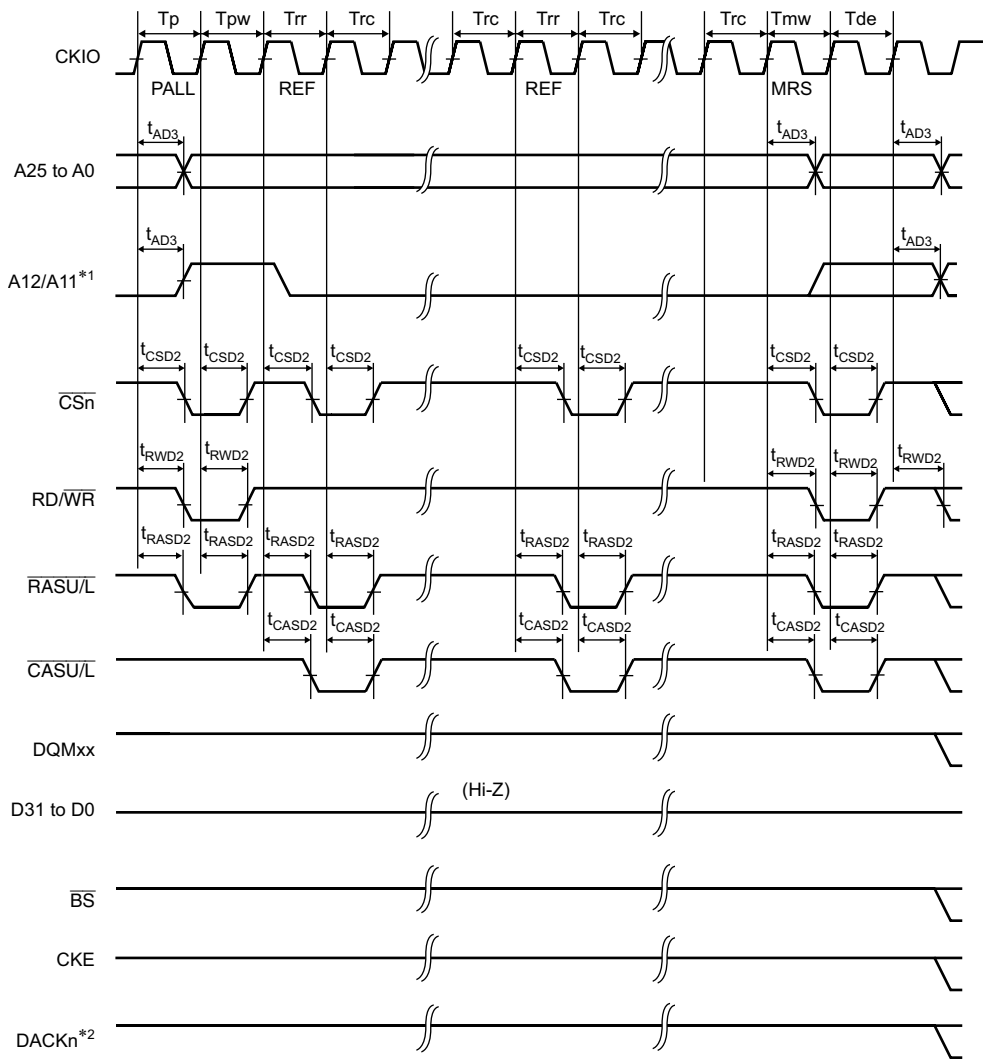 Tp Tpw Trr Trc Trc Trr Trc Trc Tmw Tde
CKIO
PALL REF REF MRS
tAD3 tAD3 tAD3
A25 to A0
tAD3 tAD3
A12/A11*1
tCSD2 tCSD2 tCSD2 tCSD2 tCSD2 tCSD2 tCSD2 tCSD2
CSn
tRWD2 tRWD2 tRWD2 tRWD2 tRWD2
RD/WR
tRASD2 tRASD2 tRASD2 tRASD2 tRASD2 tRASD2 tRASD2 tRASD2
RASU/L
tCASD2 tCASD2 tCASD2 tCASD2 tCASD2 tCASD2
CASU/L
DQMxx
(Hi-Z)
D31 to D0
BS
CKE
DACKn*2